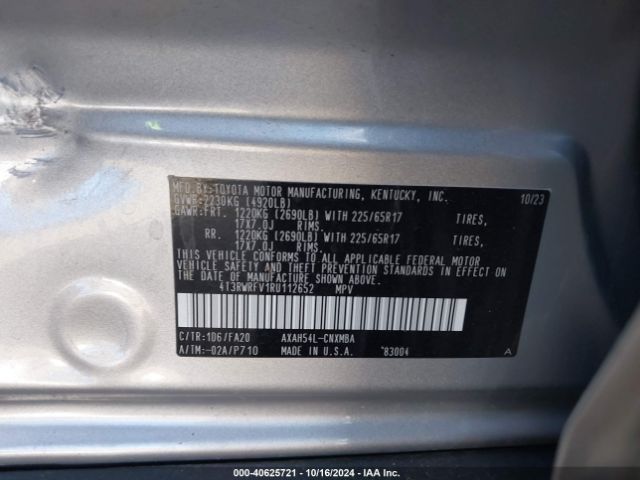 MFD. BY:TOYOTA MOTOR MANUFACTURING, KENTUCKY, INC. 10/23
GVWR:2230KG (4920LB)
GAWR:FRT. 1220KG (2690LB) WITH 225/65R17 TIRES,
17X7.0J RIMS.
RR. 1220KG (2690LB) WITH 225/65R17 TIRES,
17X7.0J RIMS.
THIS VEHICLE CONFORMS TO ALL APPLICABLE FEDERAL MOTOR
VEHICLE SAFETY AND THEFT PREVENTION STANDARDS IN EFFECT
ON THE DATE OF MANUFACTURE SHOWN ABOVE.
4T3RWRFV1RU112652 MPV
C/TR:1D6/FA20 AXAH54L-CNXMBA
A/TM:-02A/P710 MADE IN U.S.A. '83004 A
000-40625721 - 10/16/2024 - IAA Inc.